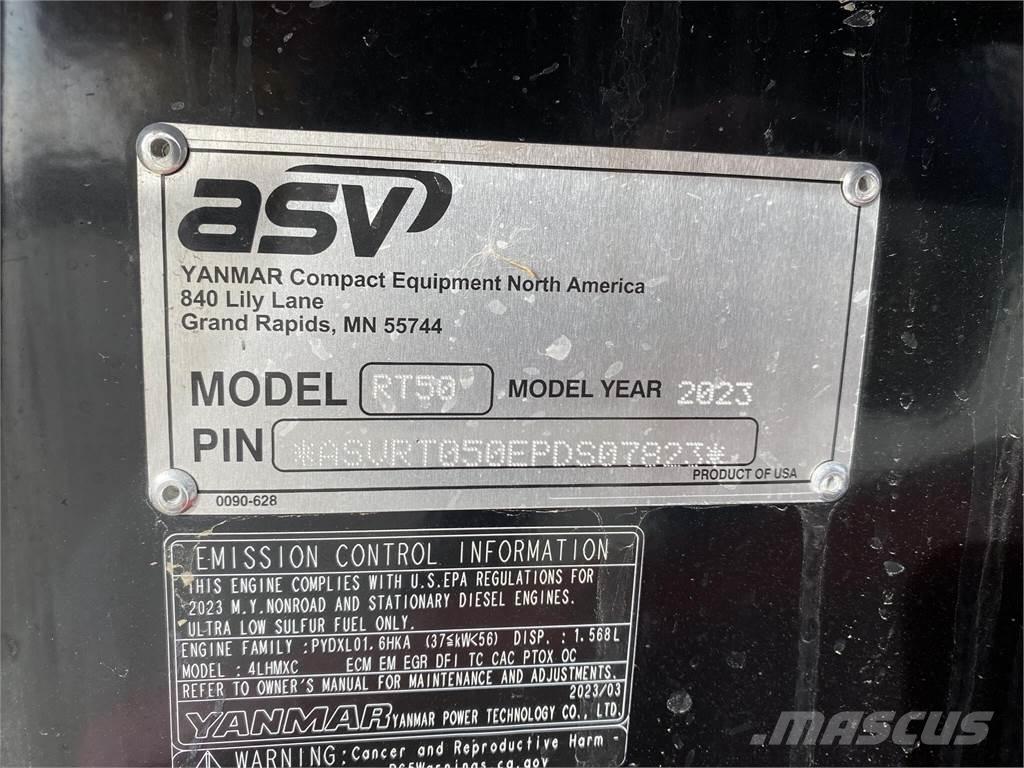 asv
YANMAR Compact Equipment North America
840 Lily Lane
Grand Rapids, MN 55744
MODEL RT50 MODEL YEAR 2023
PIN *ASVRT050EPDS07823*
PRODUCT OF USA
0090-628
EMISSION CONTROL INFORMATION
THIS ENGINE COMPLIES WITH U.S.EPA REGULATIONS FOR
2023 M.Y.NONROAD AND STATIONARY DIESEL ENGINES.
ULTRA LOW SULFUR FUEL ONLY.
ENGINE FAMILY : PYDXL01.6HKA (37≦kW<56) DISP. : 1.568L
MODEL : 4LHMXC ECM EM EGR DFI TC CAC PTOX OC
REFER TO OWNER'S MANUAL FOR MAINTENANCE AND ADJUSTMENTS.
2023/03
YANMAR YANMAR POWER TECHNOLOGY CO., LTD.
WARNING : Cancer and Reproductive Harm -
P65Warnings.ca.gov
MASCUS